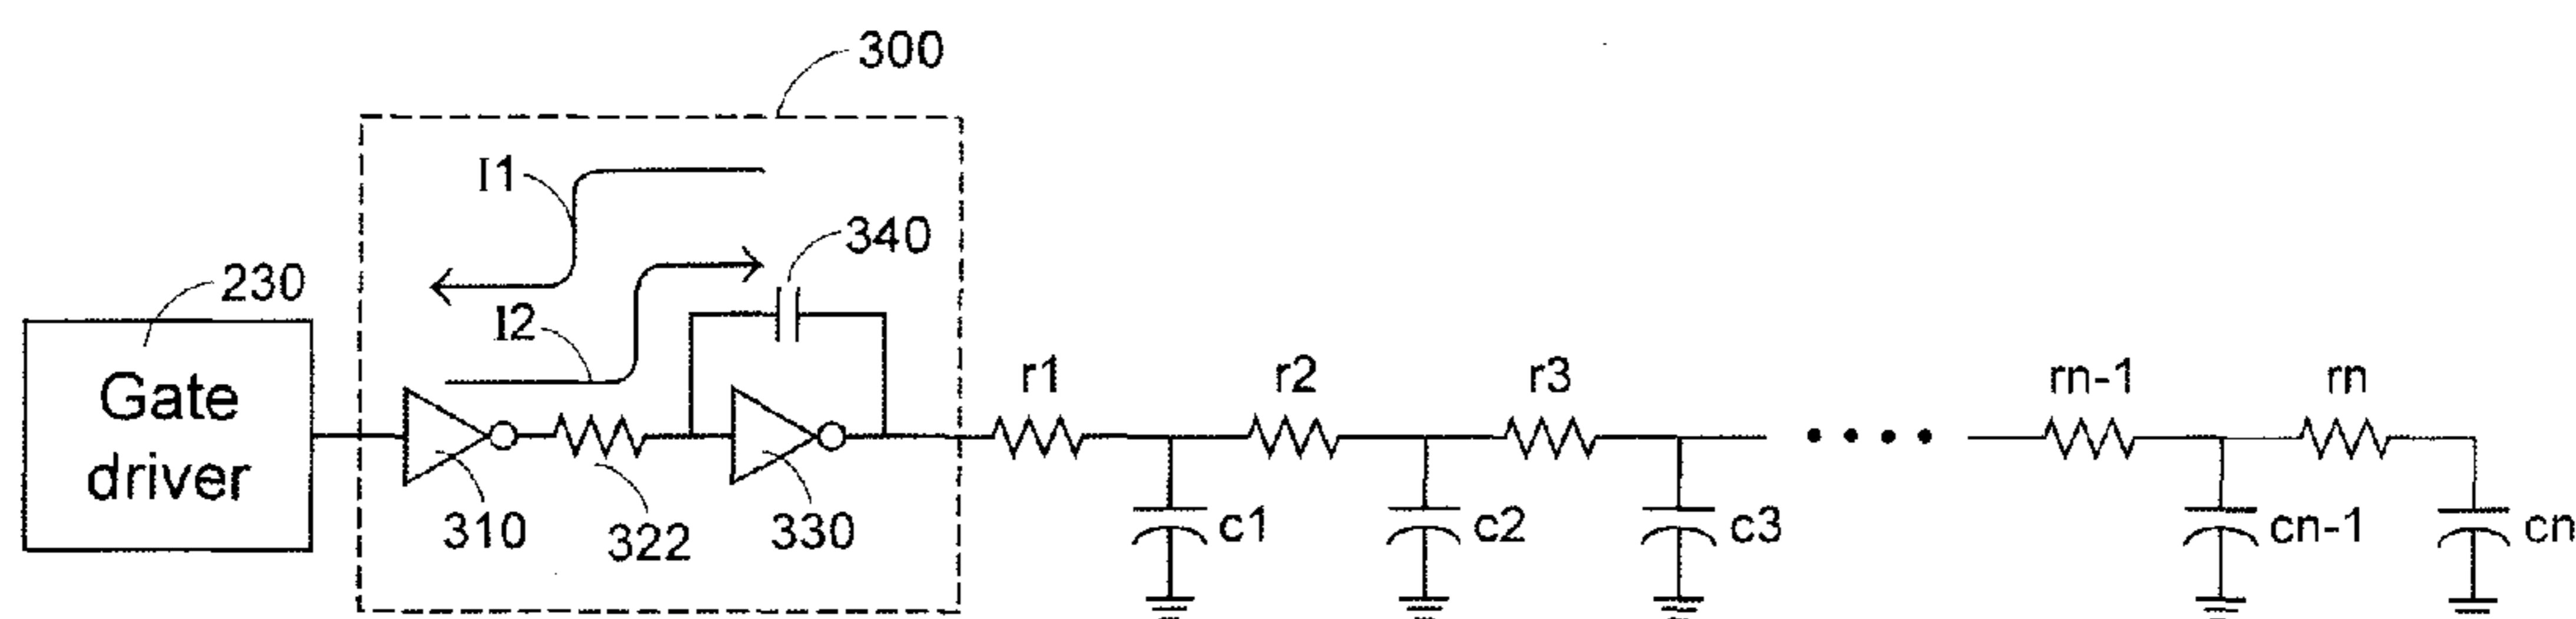 300
I1
340
230
I2
Gate
driver
r1
r2
r3
rn-1
rn
310
322
330
c1
c2
c3
cn-1
cn